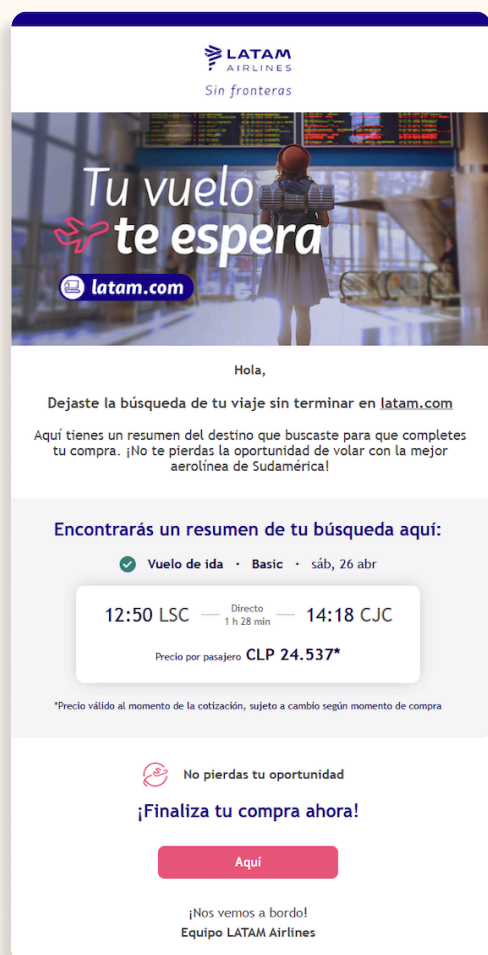 LATAM
AIRLINES
Sin fronteras
Tu vuelo
te espera
latam.com
Hola,
Dejaste la búsqueda de tu viaje sin terminar en latam.com
Aquí tienes un resumen del destino que buscaste para que completes
tu compra. ¡No te pierdas la oportunidad de volar con la mejor
aerolínea de Sudamérica!
Encontrarás un resumen de tu búsqueda aquí:
Vuelo de ida · Basic · sáb, 26 abr
12:50 LSC — Directo — 14:18 CJC
1 h 28 min
Precio por pasajero CLP 24.537*
*Precio válido al momento de la cotización, sujeto a cambio según momento de compra
No pierdas tu oportunidad
¡Finaliza tu compra ahora!
Aquí
¡Nos vemos a bordo!
Equipo LATAM Airlines